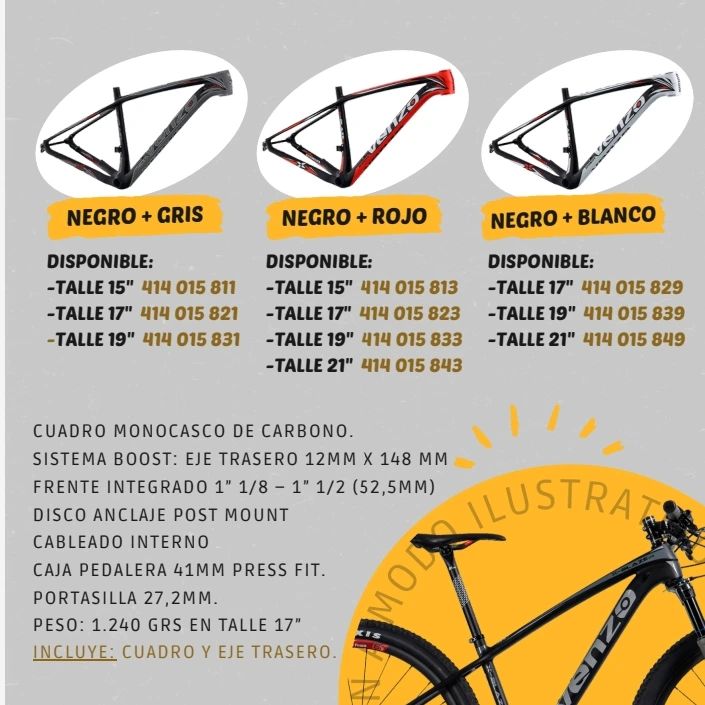 venzo
venzo
venzo
NEGRO + GRIS
NEGRO + ROJO
NEGRO + BLANCO
DISPONIBLE:
-TALLE 15" 414 015 811
-TALLE 17" 414 015 821
-TALLE 19" 414 015 831
DISPONIBLE:
-TALLE 15" 414 015 813
-TALLE 17" 414 015 823
-TALLE 19" 414 015 833
-TALLE 21" 414 015 843
DISPONIBLE:
-TALLE 17" 414 015 829
-TALLE 19" 414 015 839
-TALLE 21" 414 015 849
CUADRO MONOCASCO DE CARBONO.
SISTEMA BOOST: EJE TRASERO 12MM X 148 MM
FRENTE INTEGRADO 1” 1/8 – 1” 1/2 (52,5MM)
DISCO ANCLAJE POST MOUNT
CABLEADO INTERNO
CAJA PEDALERA 41MM PRESS FIT.
PORTASILLA 27,2MM.
PESO: 1.240 GRS EN TALLE 17”
INCLUYE: CUADRO Y EJE TRASERO.
N A MODO ILUSTRAT
XIS
venzo